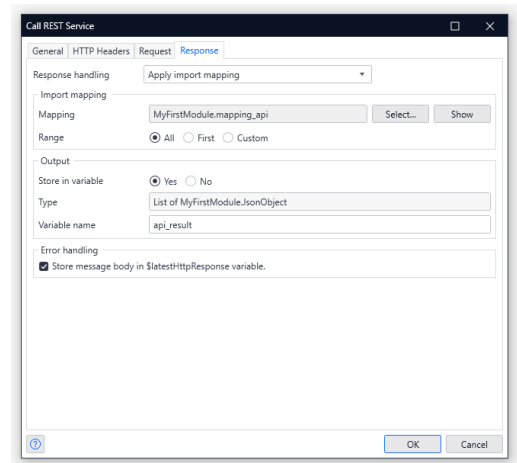 Call REST Service
General HTTP Headers Request Response
Response handling Apply import mapping
Import mapping
Mapping MyFirstModule.mapping_api Select... Show
Range All First Custom
Output
Store in variable Yes No
Type List of MyFirstModule.JsonObject
Variable name api_result
Error handling
Store message body in $latestHttpResponse variable.
? OK Cancel